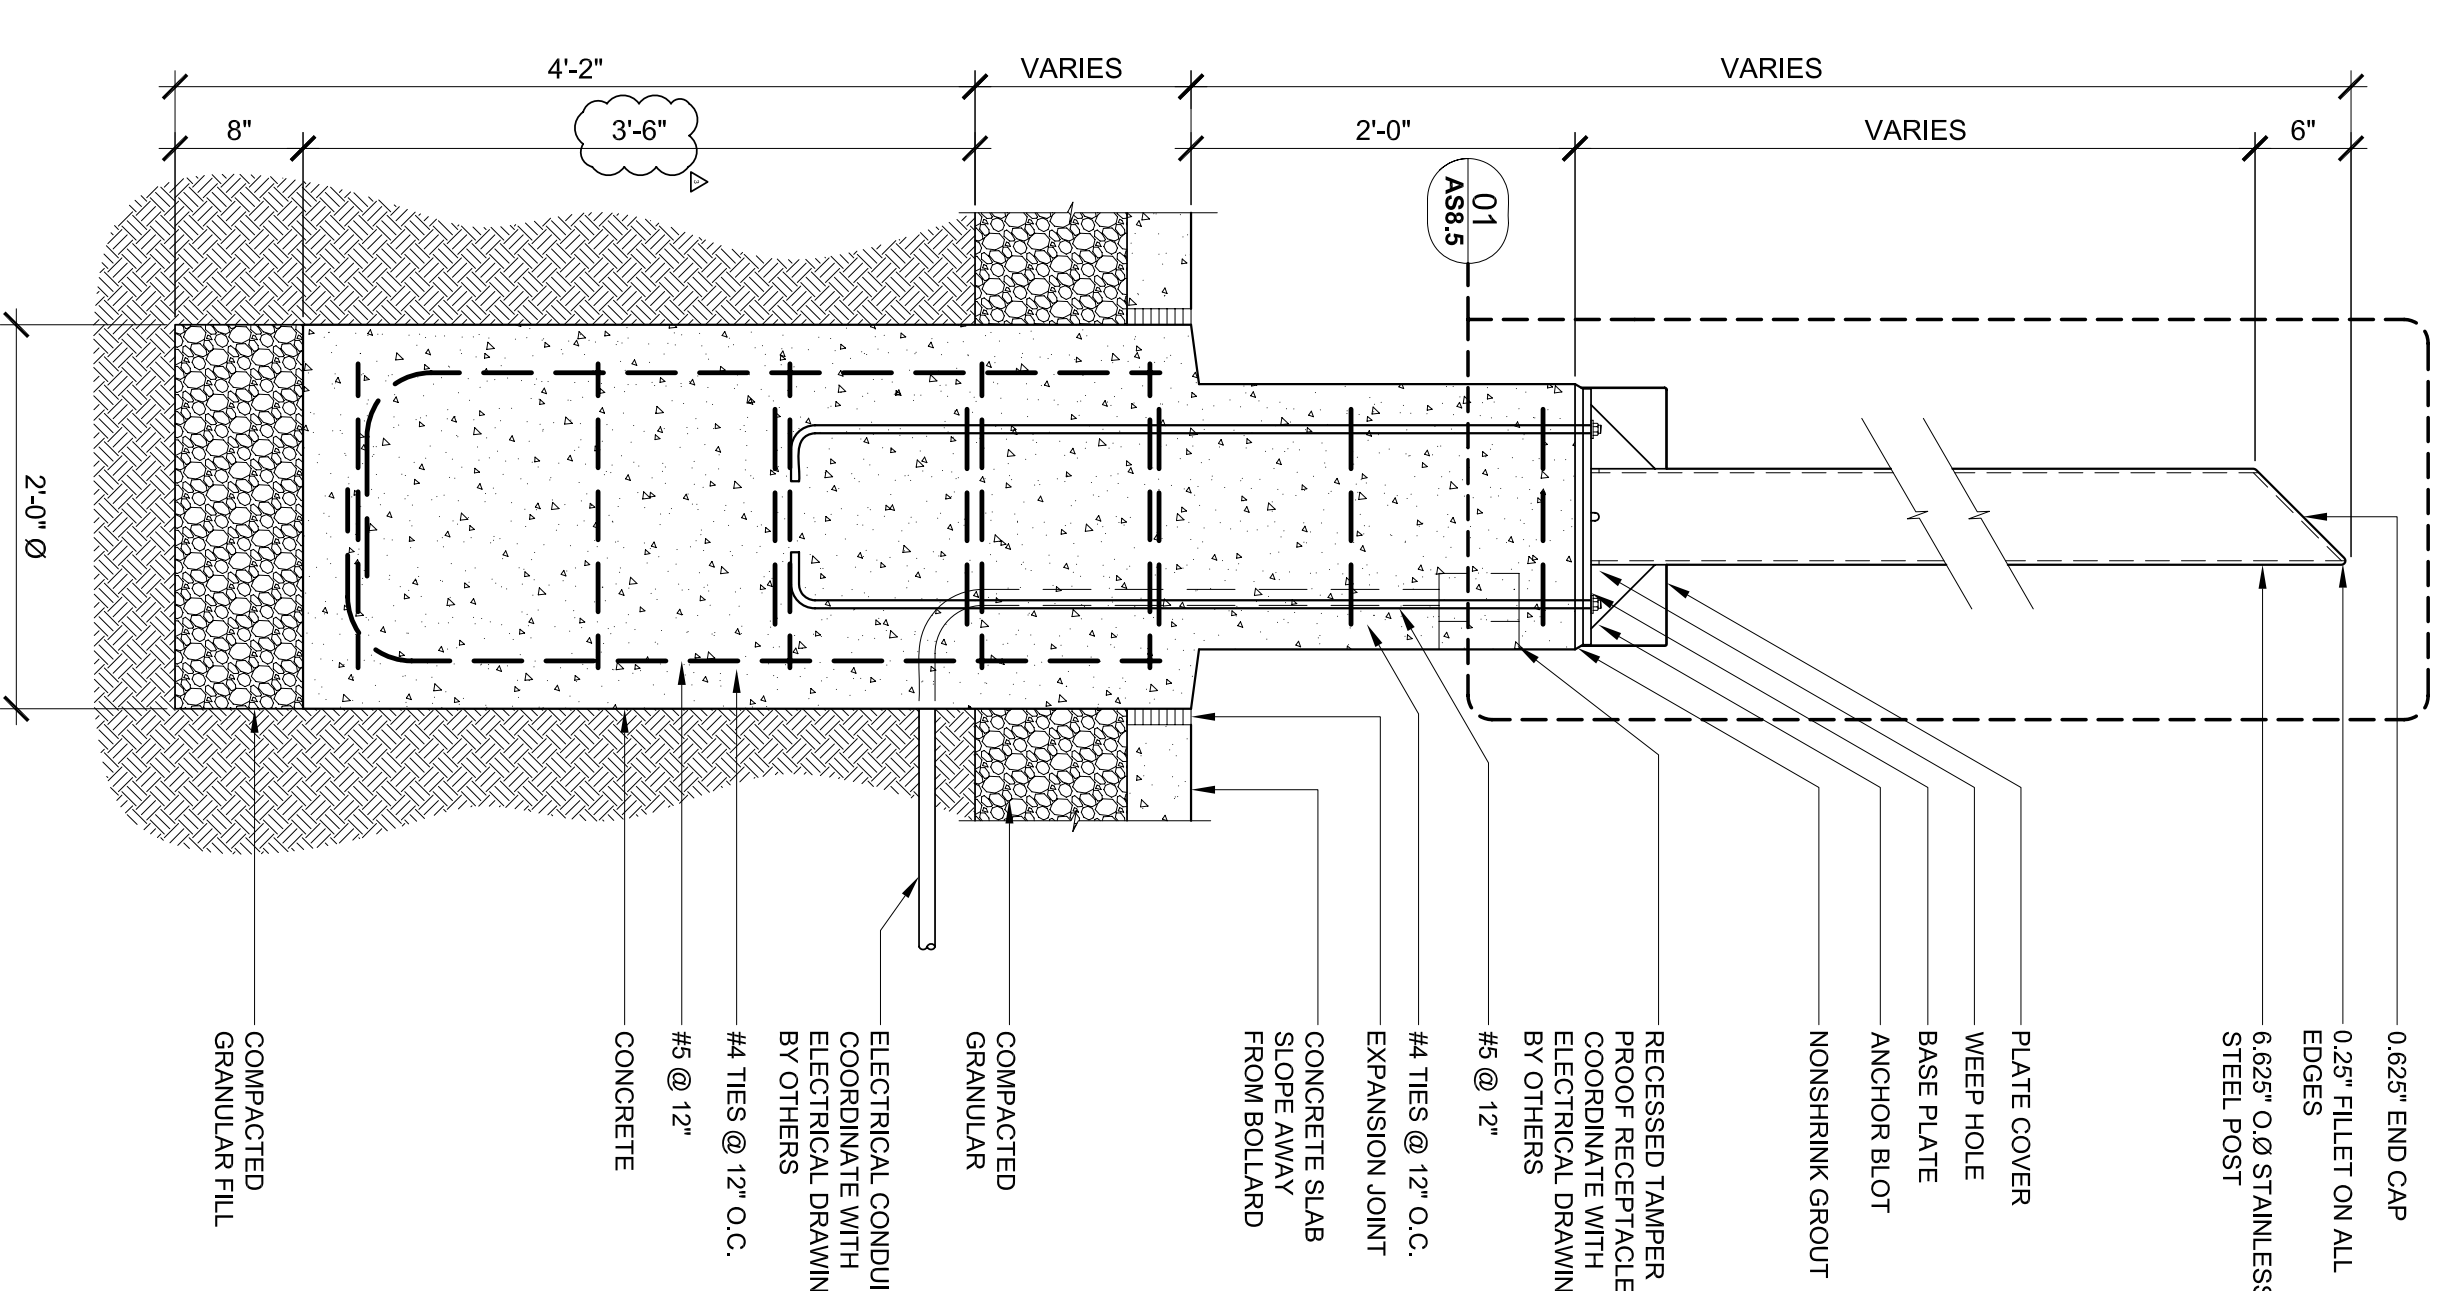 4'-2"
VARIES
VARIES
8"
3'-6"
2'-0"
VARIES
6"
3
01
AS8.5
2'-0" Ø
0.625" END CAP
0.25" FILLET ON ALL
EDGES
6.625" O.Ø STAINLESS
STEEL POST
PLATE COVER
WEEP HOLE
BASE PLATE
ANCHOR BLOT
NONSHRINK GROUT
RECESSED TAMPER
PROOF RECEPTACLE
COORDINATE WITH
ELECTRICAL DRAWIN
BY OTHERS
#5 @ 12"
#4 TIES @ 12" O.C.
EXPANSION JOINT
CONCRETE SLAB
SLOPE AWAY
FROM BOLLARD
COMPACTED
GRANULAR
ELECTRICAL CONDUI
COORDINATE WITH
ELECTRICAL DRAWIN
BY OTHERS
#4 TIES @ 12" O.C.
#5 @ 12"
CONCRETE
COMPACTED
GRANULAR FILL